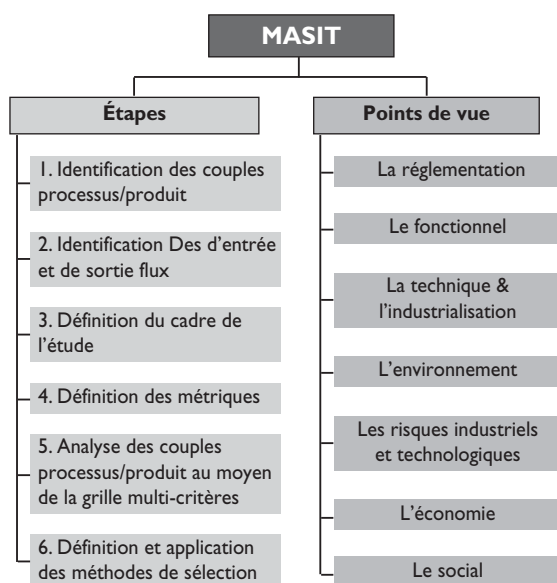 MASIT
Étapes
1. Identification des couples
processus/produit
2. Identification Des d'entrée
et de sortie flux
3. Définition du cadre de
l'étude
4. Définition des métriques
5. Analyse des couples
processus/produit au moyen
de la grille multi-critères
6. Définition et application
des méthodes de sélection
Points de vue
La réglementation
Le fonctionnel
La technique &
l'industrialisation
L'environnement
Les risques industriels
et technologiques
L'économie
Le social